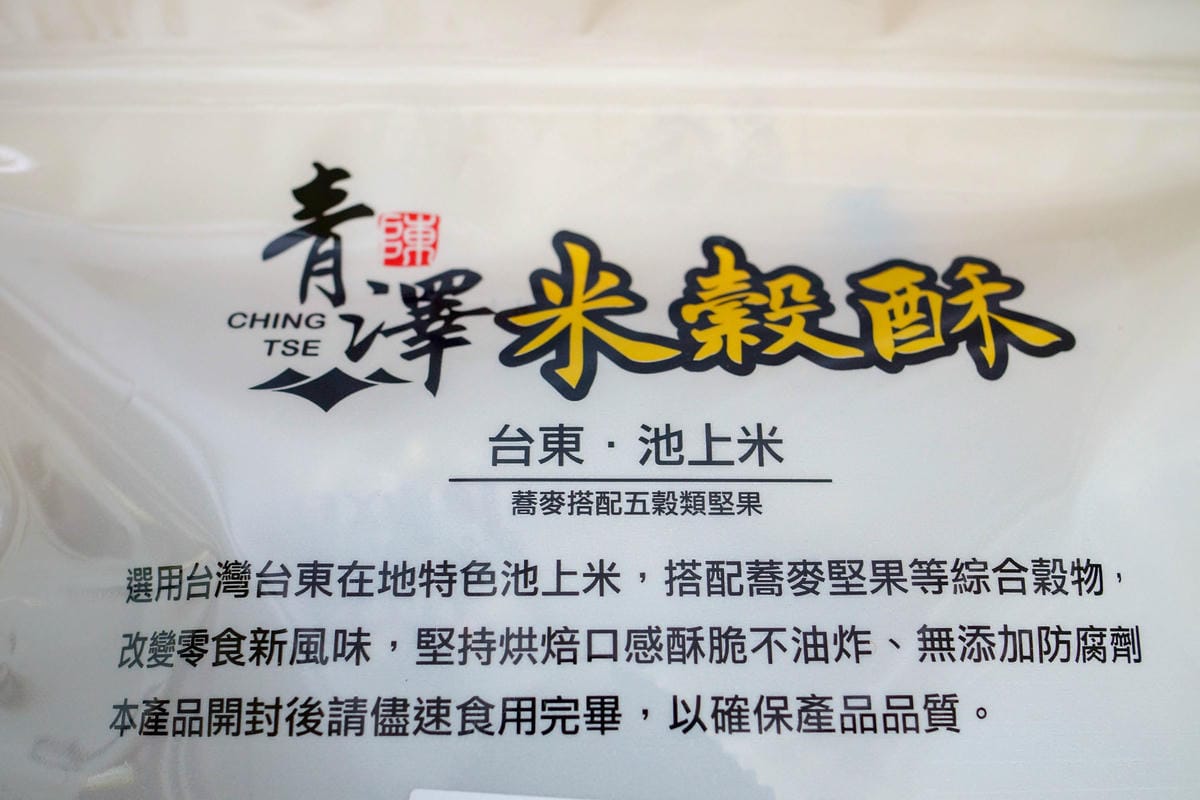 青澤
陳
CHING
TSE
米穀酥
台東·池上米
蕎麥搭配五穀類堅果
選用台灣台東在地特色池上米，搭配蕎麥堅果等綜合穀物，
改變零食新風味，堅持烘焙口感酥脆不油炸、無添加防腐劑
本產品開封後請儘速食用完畢，以確保產品品質。